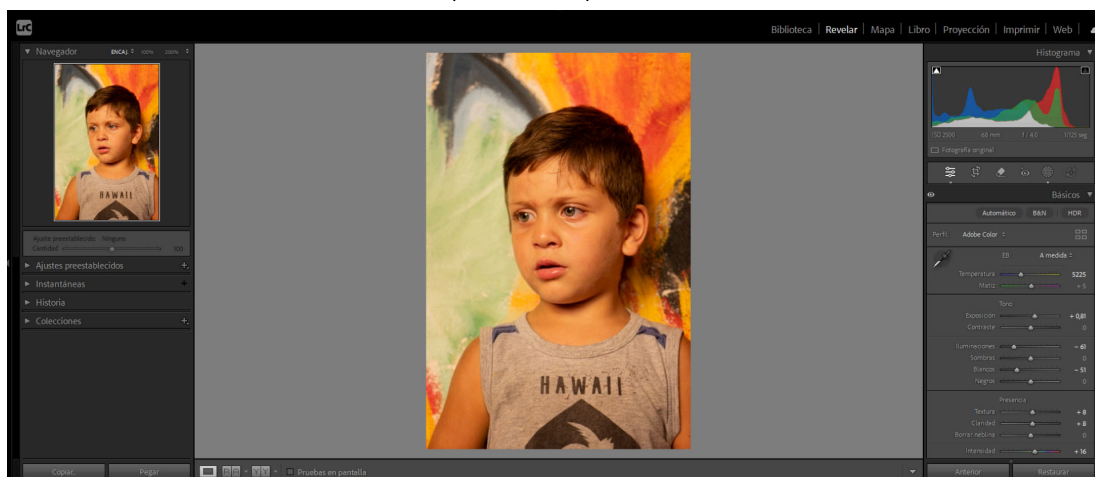 LrC
Biblioteca | Revelar | Mapa | Libro | Proyección | Imprimir | Web |
Navegador ENCAJ. 100% 200%
HAWAII
Ajuste preestablecido: Ninguno
Cantidad 100
Ajustes preestablecidos
Instantáneas
Historia
Colecciones
Copiar... Pegar
HAWAII
Pruebas en pantalla
Histograma
ISO 2500 68 mm f / 4,0 1/125 seg
Fotografía original
Básicos
Automático B&N HDR
Perfil: Adobe Color
EB: A medida
Temperatura 5225
Matiz + 5
Tono
Exposición + 0,81
Contraste 0
Iluminaciones - 61
Sombras 0
Blancos - 51
Negros 0
Presencia
Textura + 8
Claridad + 8
Borrar neblina 0
Intensidad + 16
Anterior Restaurar